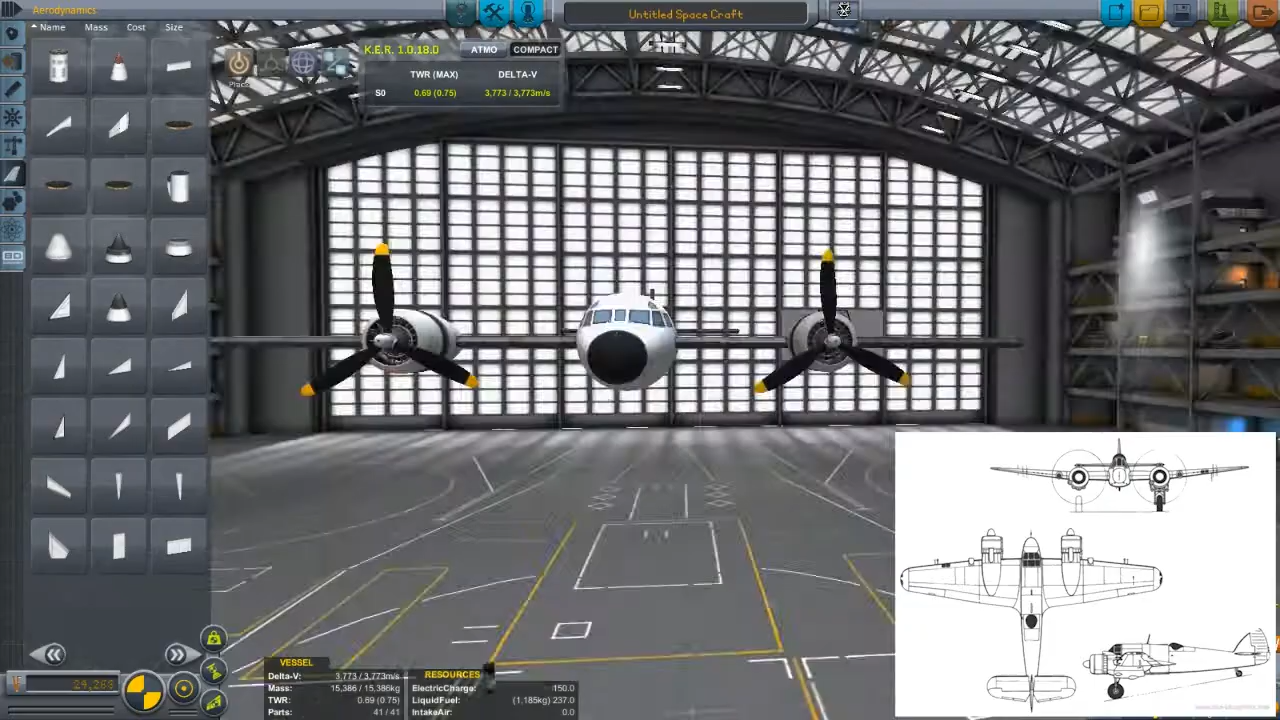 Aerodynamics
Untitled Space Craft
Name Mass Cost Size
K.E.R. 1.0.18.0 ATMO COMPACT
TWR (MAX) DELTA-V
S0 0.69 (0.75) 3,773 / 3,773m/s
Place
VESSEL
Delta-V: 3,773 / 3,773m/s
Mass: 15,386 / 15,386kg
TWR: 0.69 (0.75)
Parts: 41 / 41
RESOURCES
ElectricCharge: 150.0
LiquidFuel: (1,185kg) 237.0
IntakeAir: 0.0